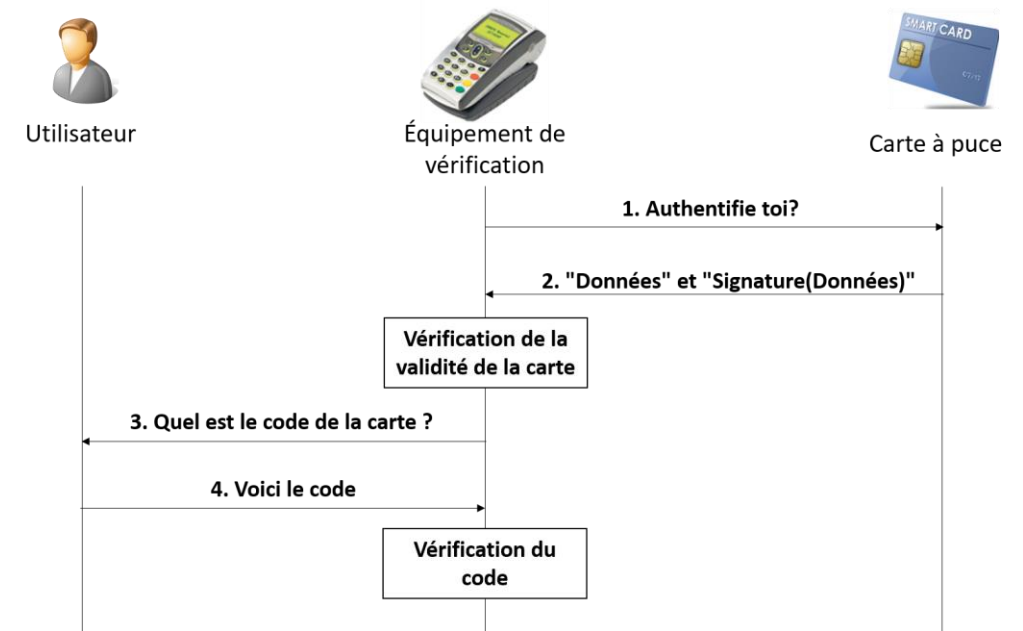 SMART CARD
Utilisateur
Équipement de
vérification
Carte à puce
1. Authentifie toi?
2. "Données" et "Signature(Données)"
Vérification de la
validité de la carte
3. Quel est le code de la carte ?
4. Voici le code
Vérification du
code